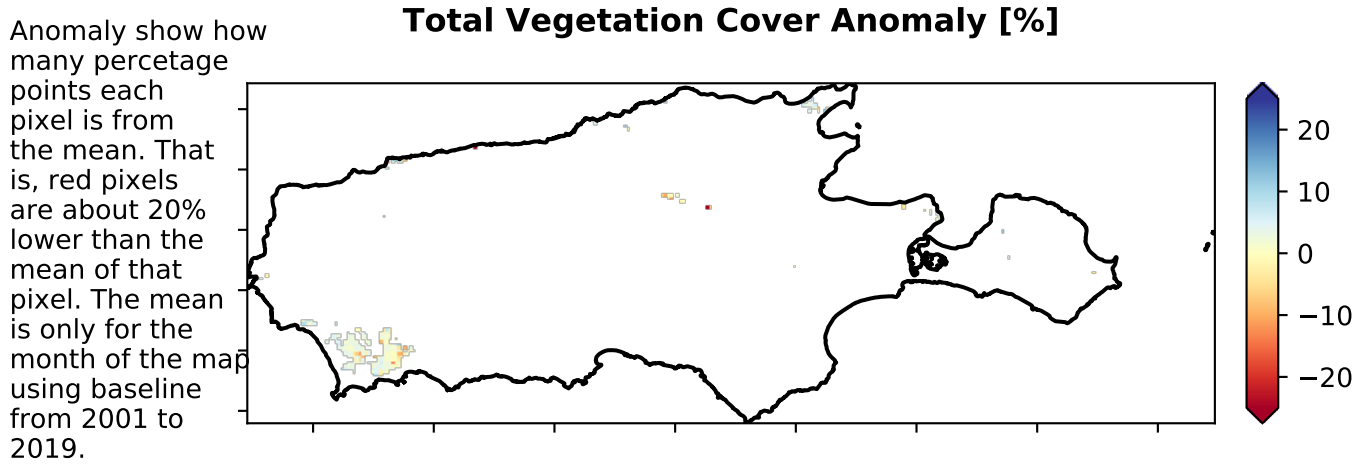 Total Vegetation Cover Anomaly [%]
Anomaly show how
many percetage
points each
pixel is from
the mean. That
is, red pixels
are about 20%
lower than the
mean of that
pixel. The mean
is only for the
month of the map
using baseline
from 2001 to
2019.
20
10
0
−10
−20